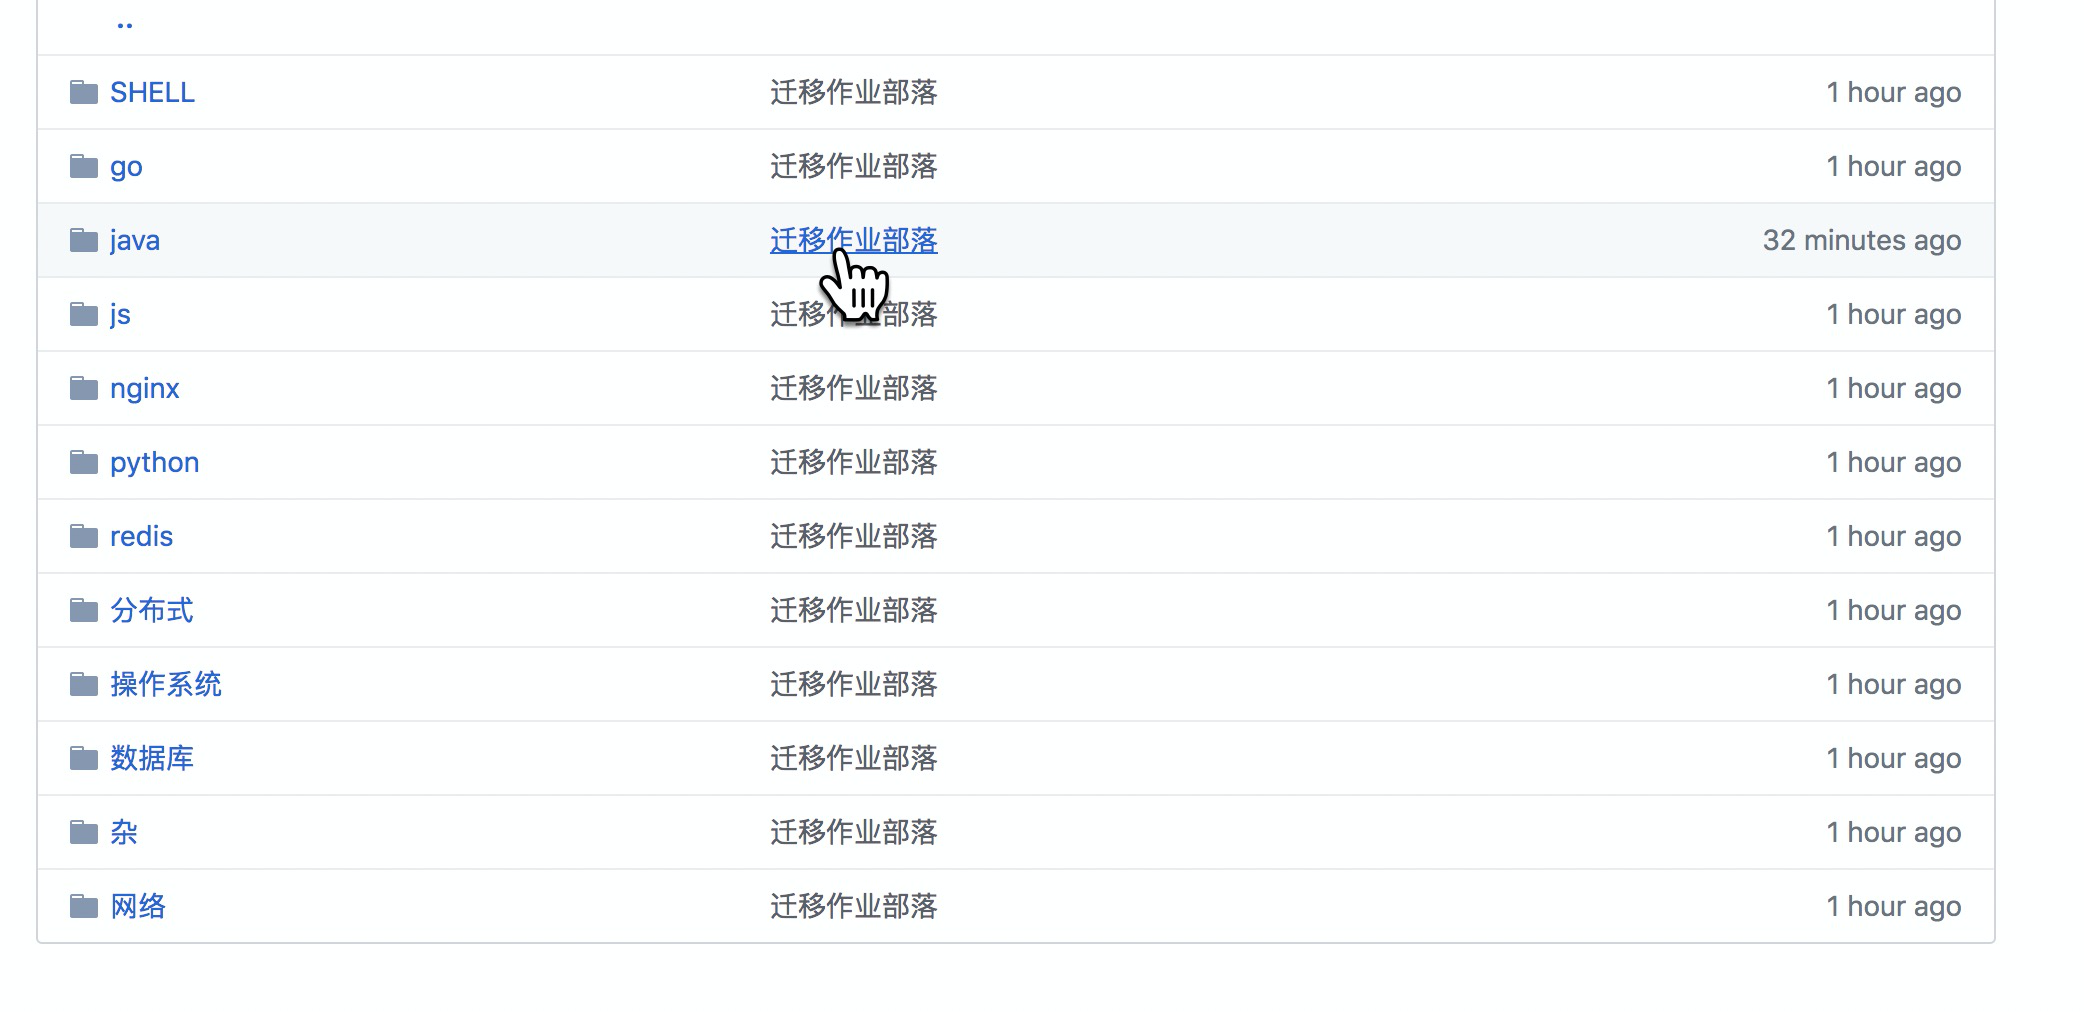 ..
SHELL 迁移作业部落 1 hour ago
go 迁移作业部落 1 hour ago
java 迁移作业部落 32 minutes ago
js 迁移作业部落 1 hour ago
nginx 迁移作业部落 1 hour ago
python 迁移作业部落 1 hour ago
redis 迁移作业部落 1 hour ago
分布式 迁移作业部落 1 hour ago
操作系统 迁移作业部落 1 hour ago
数据库 迁移作业部落 1 hour ago
杂 迁移作业部落 1 hour ago
网络 迁移作业部落 1 hour ago